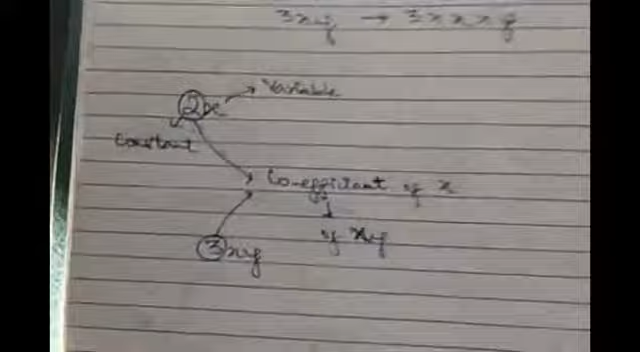 3xy → 3 × x × y
2x → Variable
Constant
Co-efficient of x
of xy
3xy